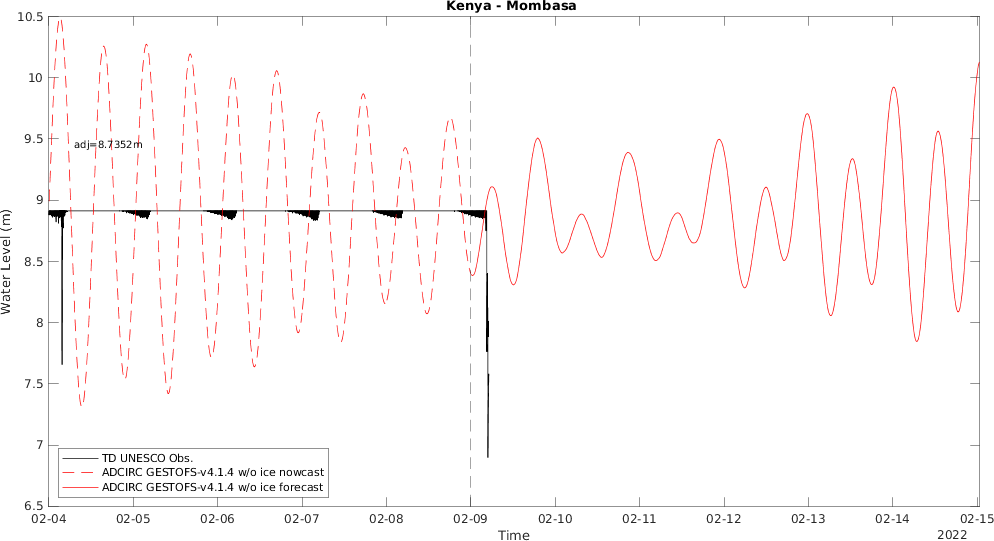 Kenya - Mombasa
10.5
10
9.5
9
8.5
8
7.5
7
6.5
Water Level (m)
adj=8.7352m
TD UNESCO Obs.
ADCIRC GESTOFS-v4.1.4 w/o ice nowcast
ADCIRC GESTOFS-v4.1.4 w/o ice forecast
02-04 02-05 02-06 02-07 02-08 02-09 02-10 02-11 02-12 02-13 02-14 02-15
Time
2022